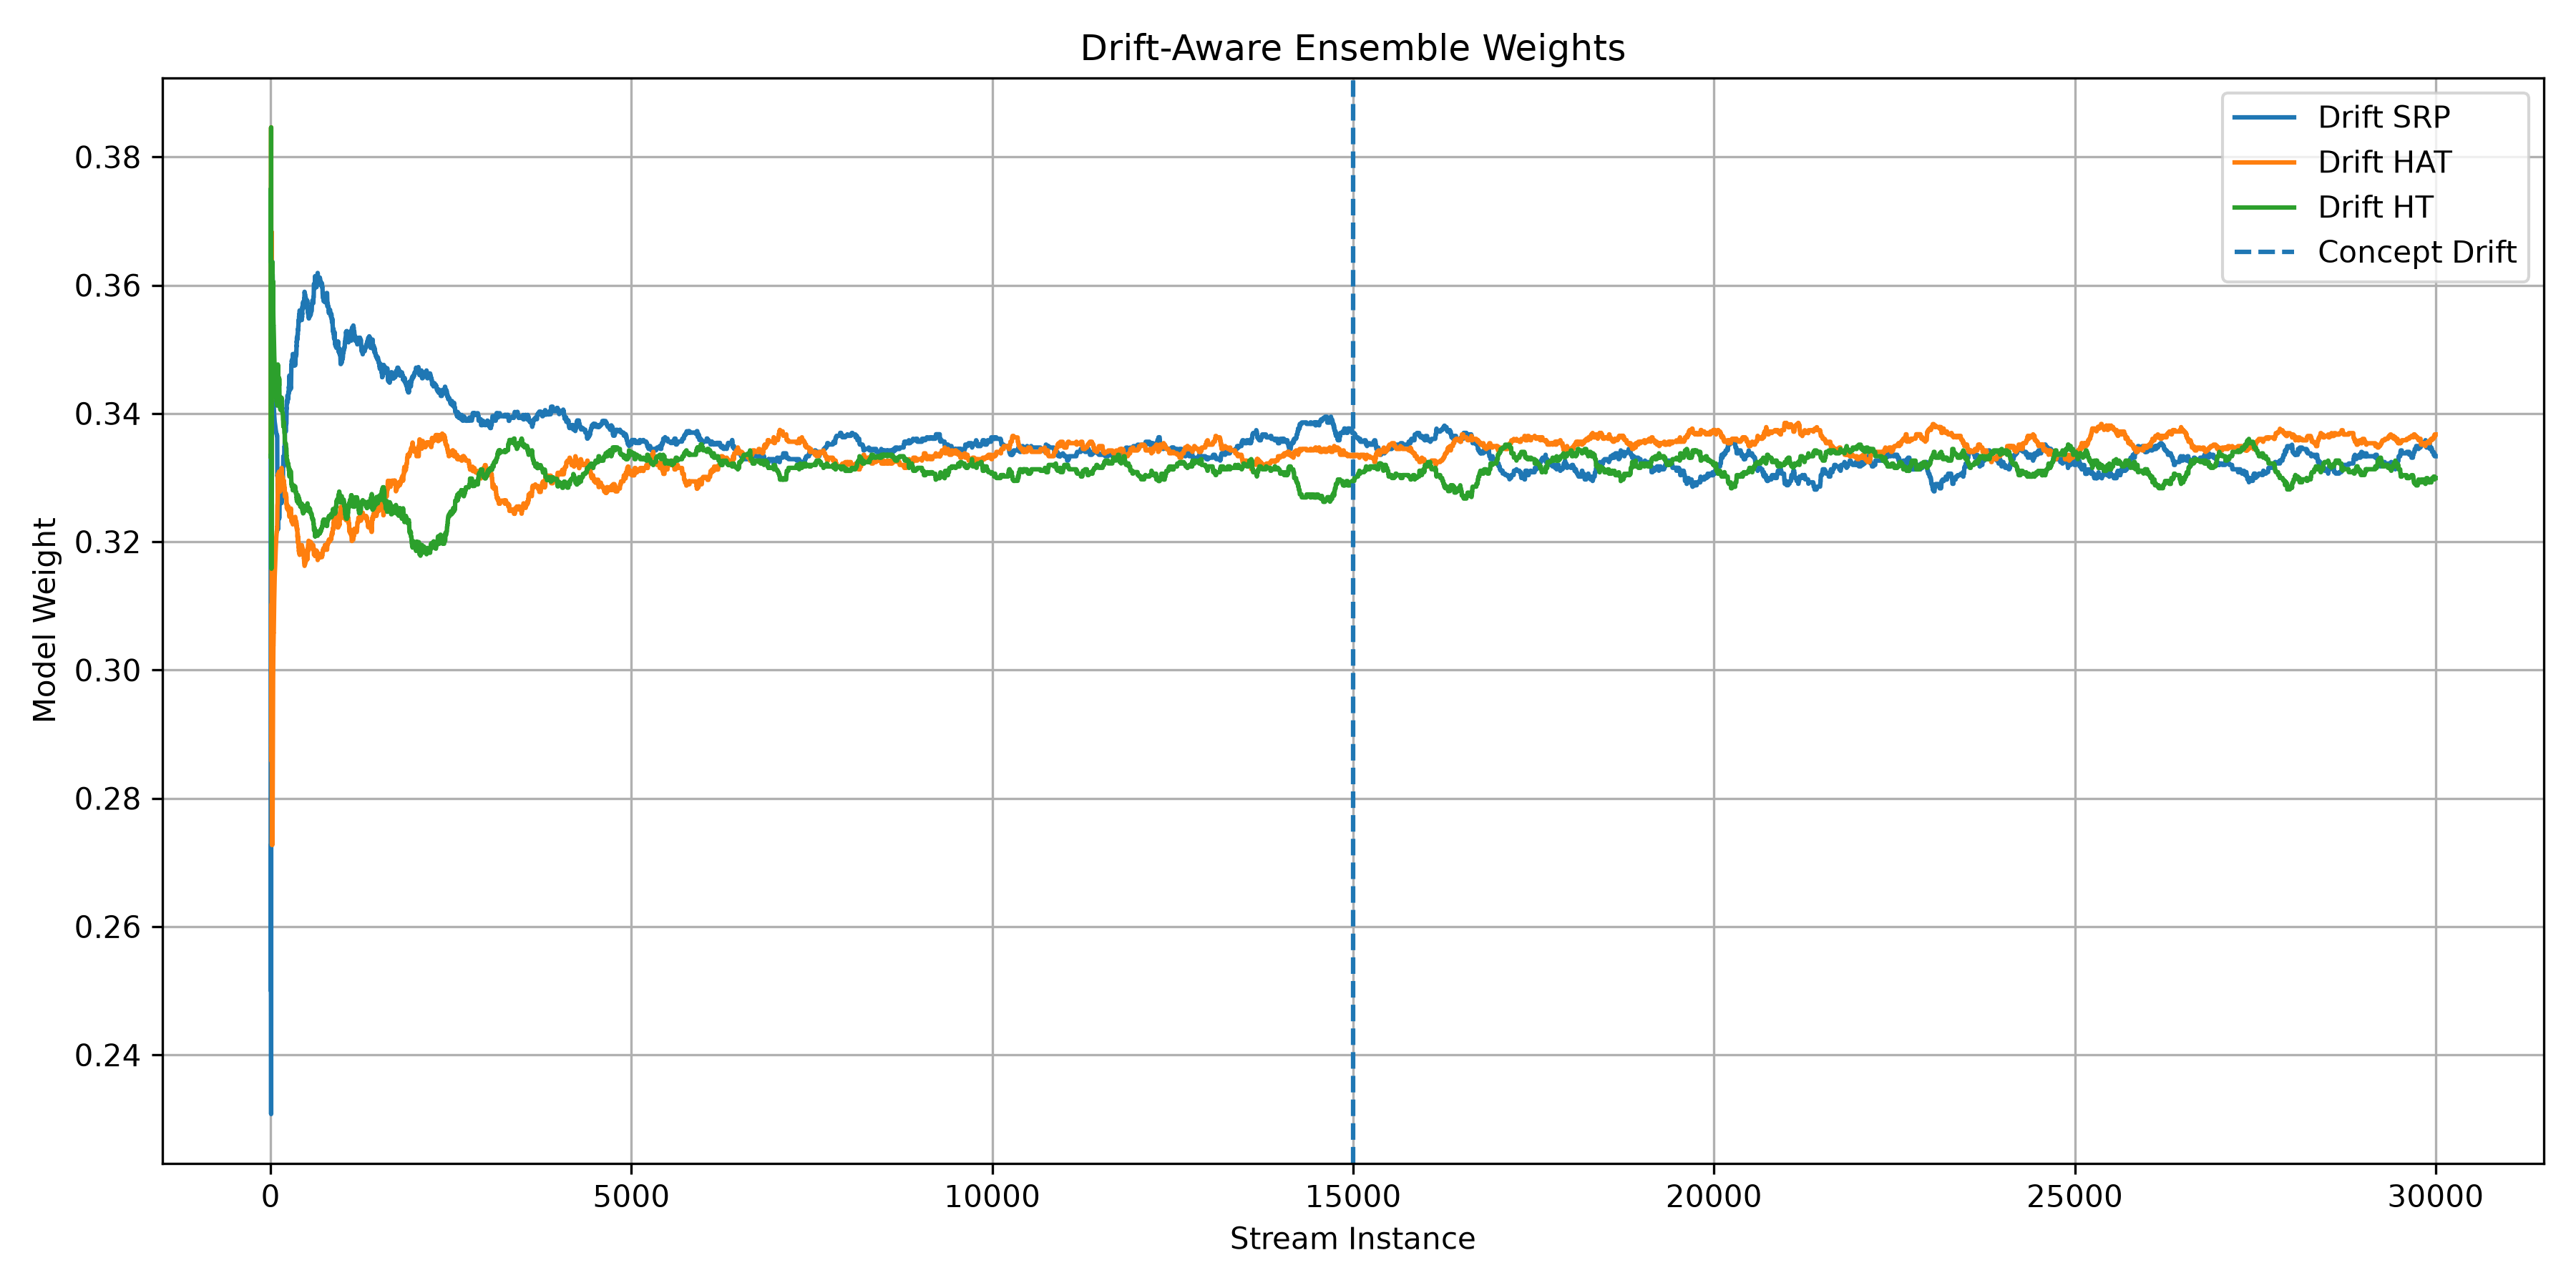 Drift-Aware Ensemble Weights
Drift SRP
Drift HAT
Drift HT
Concept Drift
Model Weight
0.38
0.36
0.34
0.32
0.30
0.28
0.26
0.24
0 5000 10000 15000 20000 25000 30000
Stream Instance